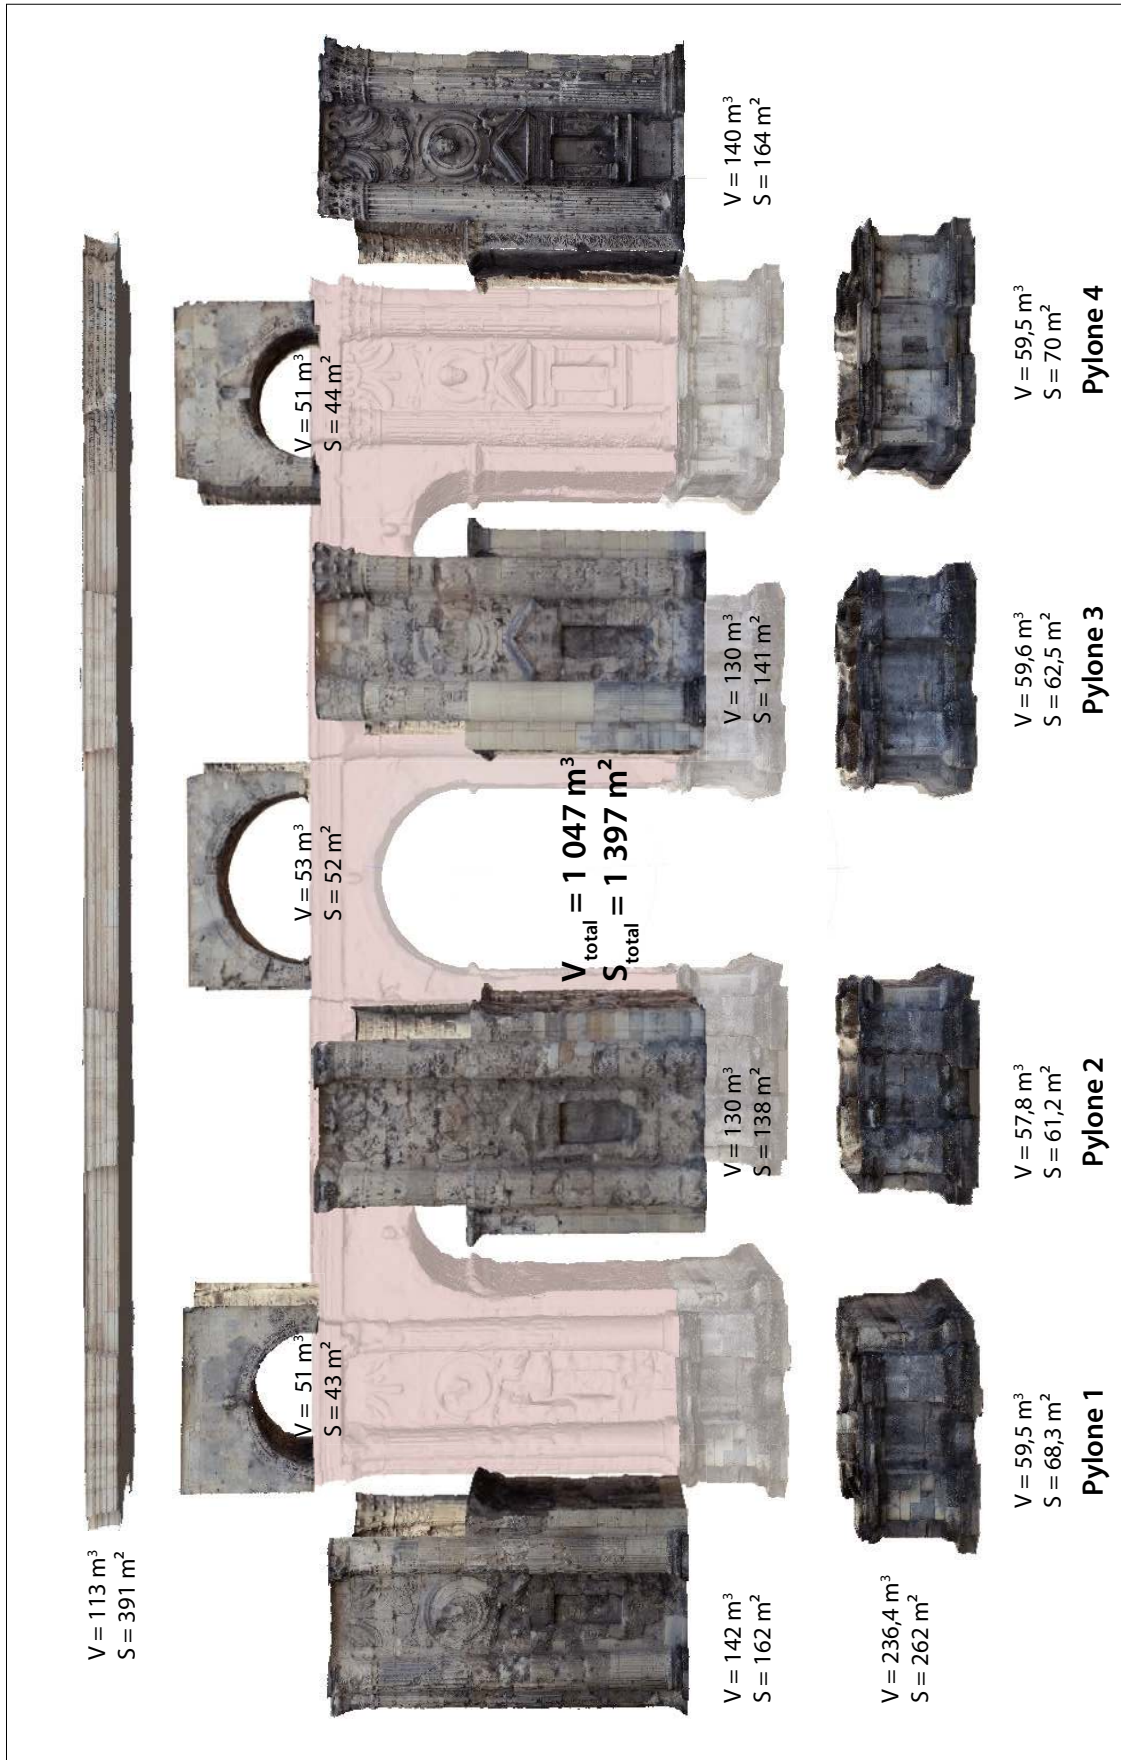 V = 113 m³
S = 391 m²
V = 51 m³
S = 43 m²
V = 53 m³
S = 52 m²
V = 51 m³
S = 44 m²
V_total = 1 047 m³
S_total = 1 397 m²
V = 142 m³
S = 162 m²
V = 130 m³
S = 138 m²
V = 130 m³
S = 141 m²
V = 140 m³
S = 164 m²
V = 236,4 m³
S = 262 m²
V = 59,5 m³
S = 68,3 m²
Pylone 1
V = 57,8 m³
S = 61,2 m²
Pylone 2
V = 59,6 m³
S = 62,5 m²
Pylone 3
V = 59,5 m³
S = 70 m²
Pylone 4